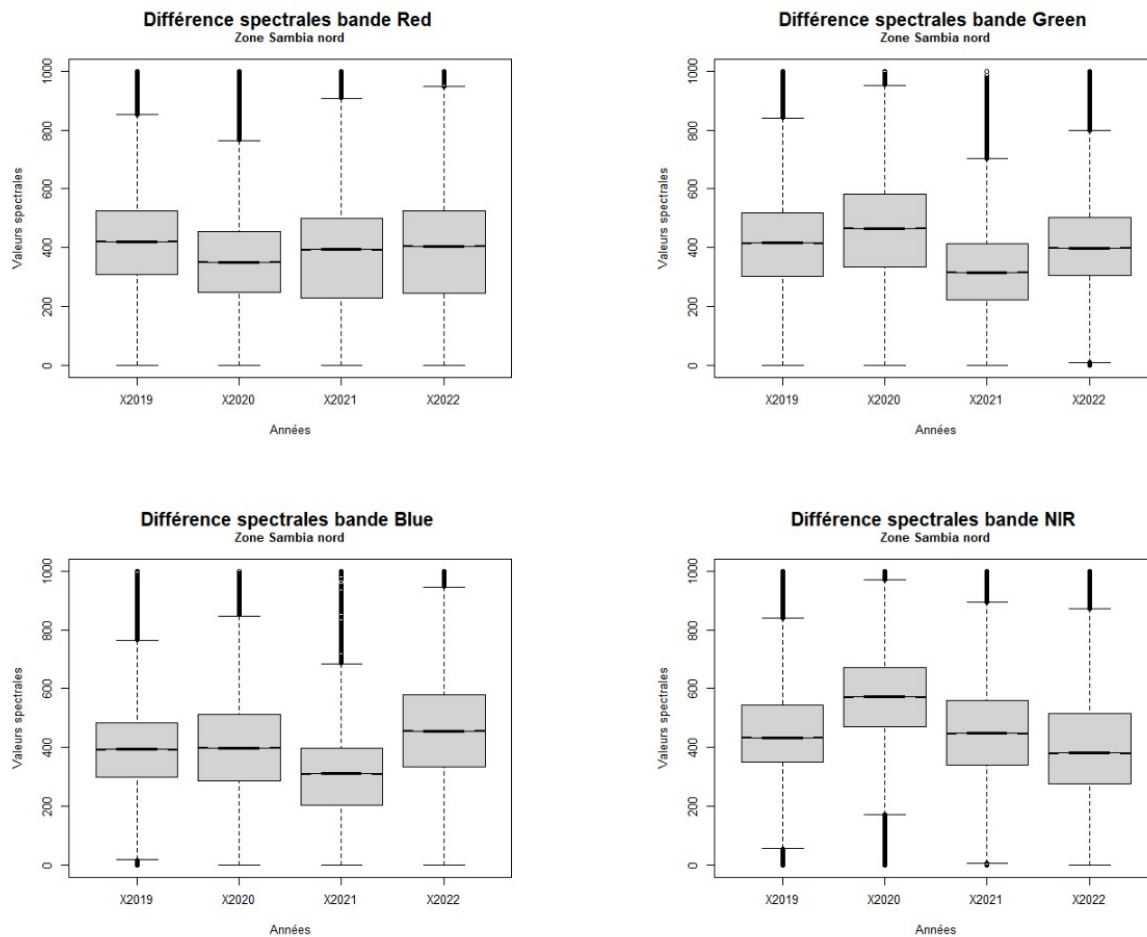 Différence spectrales bande Red
Zone Sambia nord
Valeurs spectrales
1000
800
600
400
200
0
X2019 X2020 X2021 X2022
Années
Différence spectrales bande Green
Zone Sambia nord
Valeurs spectrales
1000
800
600
400
200
0
X2019 X2020 X2021 X2022
Années
Différence spectrales bande Blue
Zone Sambia nord
Valeurs spectrales
1000
800
600
400
200
0
X2019 X2020 X2021 X2022
Années
Différence spectrales bande NIR
Zone Sambia nord
Valeurs spectrales
1000
800
600
400
200
0
X2019 X2020 X2021 X2022
Années